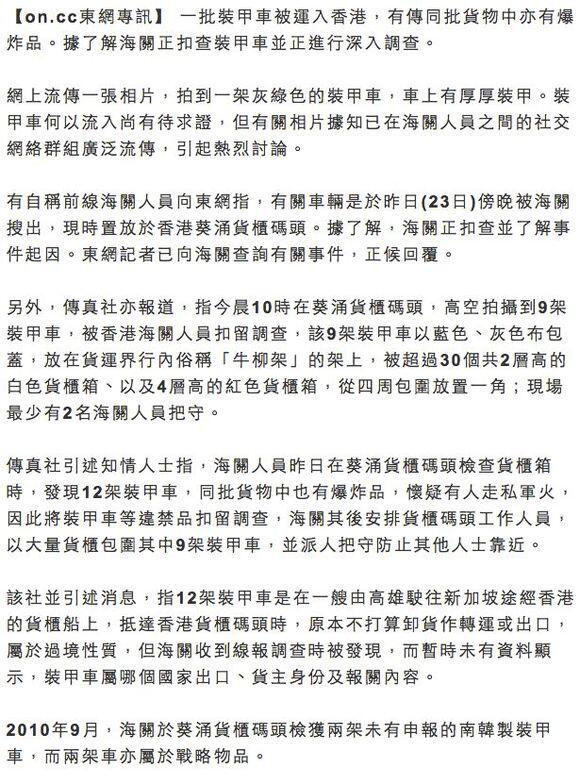 【on.cc東網專訊】 一批裝甲車被運入香港，有傳同批貨物中亦有爆
炸品。據了解海關正扣查裝甲車並正進行深入調查。
網上流傳一張相片，拍到一架灰綠色的裝甲車，車上有厚厚裝甲。裝
甲車何以流入尚有待求證，但有關相片據知已在海關人員之間的社交
網絡群組廣泛流傳，引起熱烈討論。
有自稱前線海關人員向東網指，有關車輛是於昨日(23日)傍晚被海關
搜出，現時置放於香港葵涌貨櫃碼頭。據了解，海關正扣查並了解事
件起因。東網記者已向海關查詢有關事件，正候回覆。
另外，傳真社亦報道，指今晨10時在葵涌貨櫃碼頭，高空拍攝到9架
裝甲車，被香港海關人員扣留調查，該9架裝甲車以藍色、灰色布包
蓋，放在貨運界行內俗稱「牛柳架」的架上，被超過30個共2層高的
白色貨櫃箱、以及4層高的紅色貨櫃箱，從四周包圍放置一角；現場
最少有2名海關人員把守。
傳真社引述知情人士指，海關人員昨日在葵涌貨櫃碼頭檢查貨櫃箱
時，發現12架裝甲車，同批貨物中也有爆炸品，懷疑有人走私軍火，
因此將裝甲車等違禁品扣留調查，海關其後安排貨櫃碼頭工作人員，
以大量貨櫃包圍其中9架裝甲車，並派人把守防止其他人士靠近。
該社並引述消息，指12架裝甲車是在一艘由高雄駛往新加坡途經香港
的貨櫃船上，抵達香港貨櫃碼頭時，原本不打算卸貨作轉運或出口，
屬於過境性質，但海關收到線報調查時被發現，而暫時未有資料顯
示，裝甲車屬哪個國家出口、貨主身份及報關內容。
2010年9月，海關於葵涌貨櫃碼頭檢獲兩架未有申報的南韓製裝甲
車，而兩架車亦屬於戰略物品。